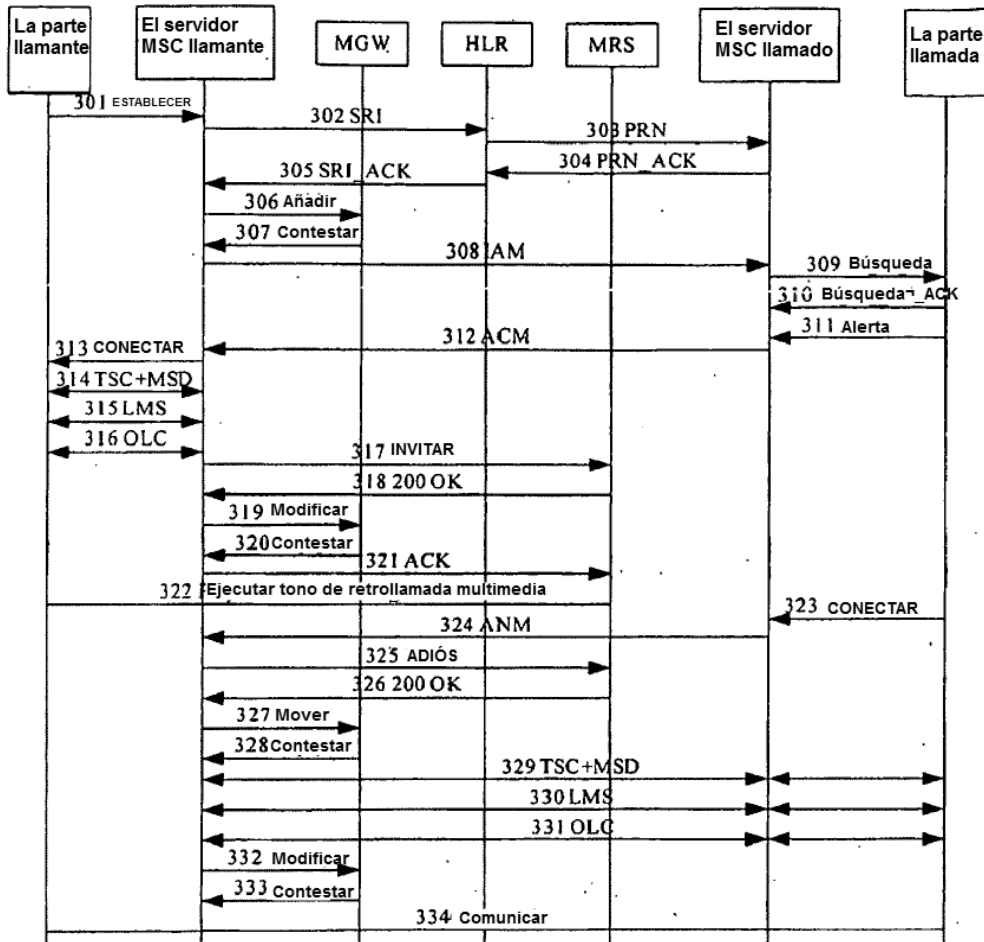 La parte
llamante
El servidor
MSC llamante
MGW
HLR
MRS
El servidor
MSC llamado
La parte
llamada
301 ESTABLECER
302 SRI
303 PRN
304 PRN_ACK
305 SRI_ACK
306 Añadir
307 Contestar
308 IAM
309 Búsqueda
310 Búsqueda¬_ACK
311 Alerta
312 ACM
313 CONECTAR
314 TSC+MSD
315 LMS
316 OLC
317 INVITAR
318 200 OK
319 Modificar
320 Contestar
321 ACK
322 Ejecutar tono de retrollamada multimedia
323 CONECTAR
324 ANM
325 ADIÓS
326 200 OK
327 Mover
328 Contestar
329 TSC+MSD
330 LMS
331 OLC
332 Modificar
333 Contestar
334 Comunicar